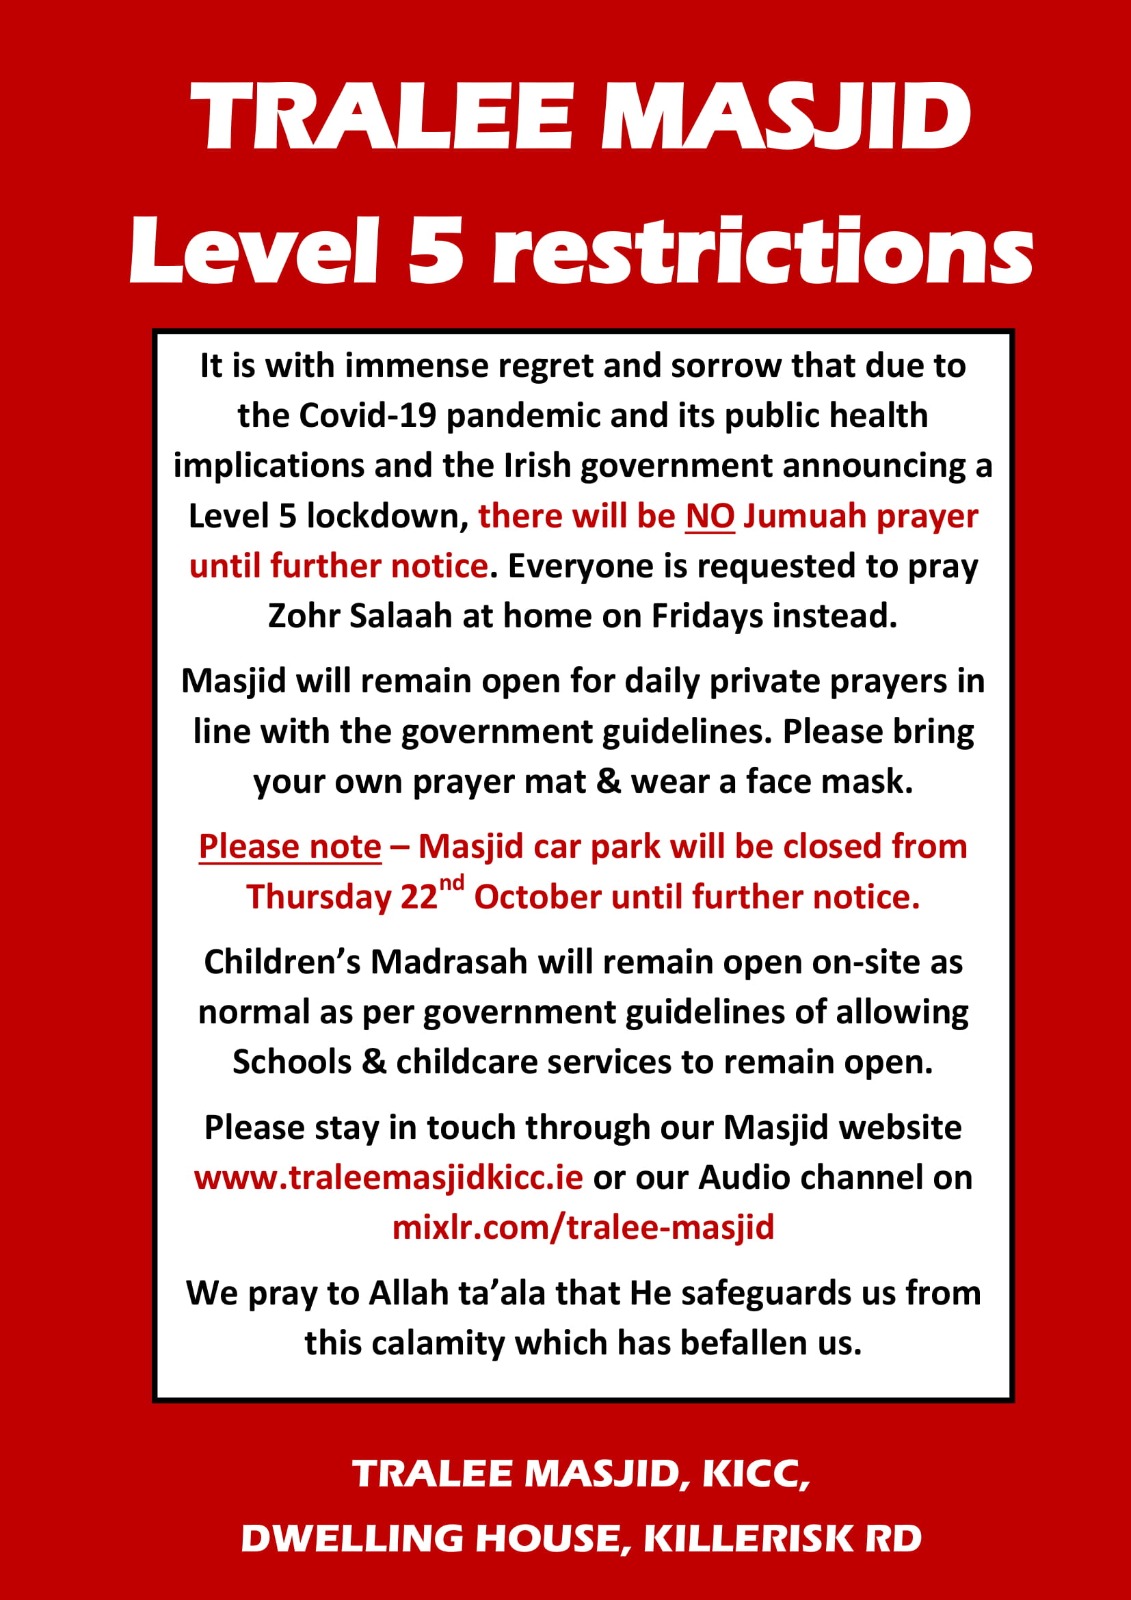 TRALEE MASJID
Level 5 restrictions
It is with immense regret and sorrow that due to
the Covid-19 pandemic and its public health
implications and the Irish government announcing a
Level 5 lockdown, there will be NO Jumuah prayer
until further notice. Everyone is requested to pray
Zohr Salaah at home on Fridays instead.
Masjid will remain open for daily private prayers in
line with the government guidelines. Please bring
your own prayer mat & wear a face mask.
Please note – Masjid car park will be closed from
Thursday 22nd October until further notice.
Children’s Madrasah will remain open on-site as
normal as per government guidelines of allowing
Schools & childcare services to remain open.
Please stay in touch through our Masjid website
www.traleemasjidkicc.ie or our Audio channel on
mixlr.com/tralee-masjid
We pray to Allah ta’ala that He safeguards us from
this calamity which has befallen us.
TRALEE MASJID, KICC,
DWELLING HOUSE, KILLERISK RD